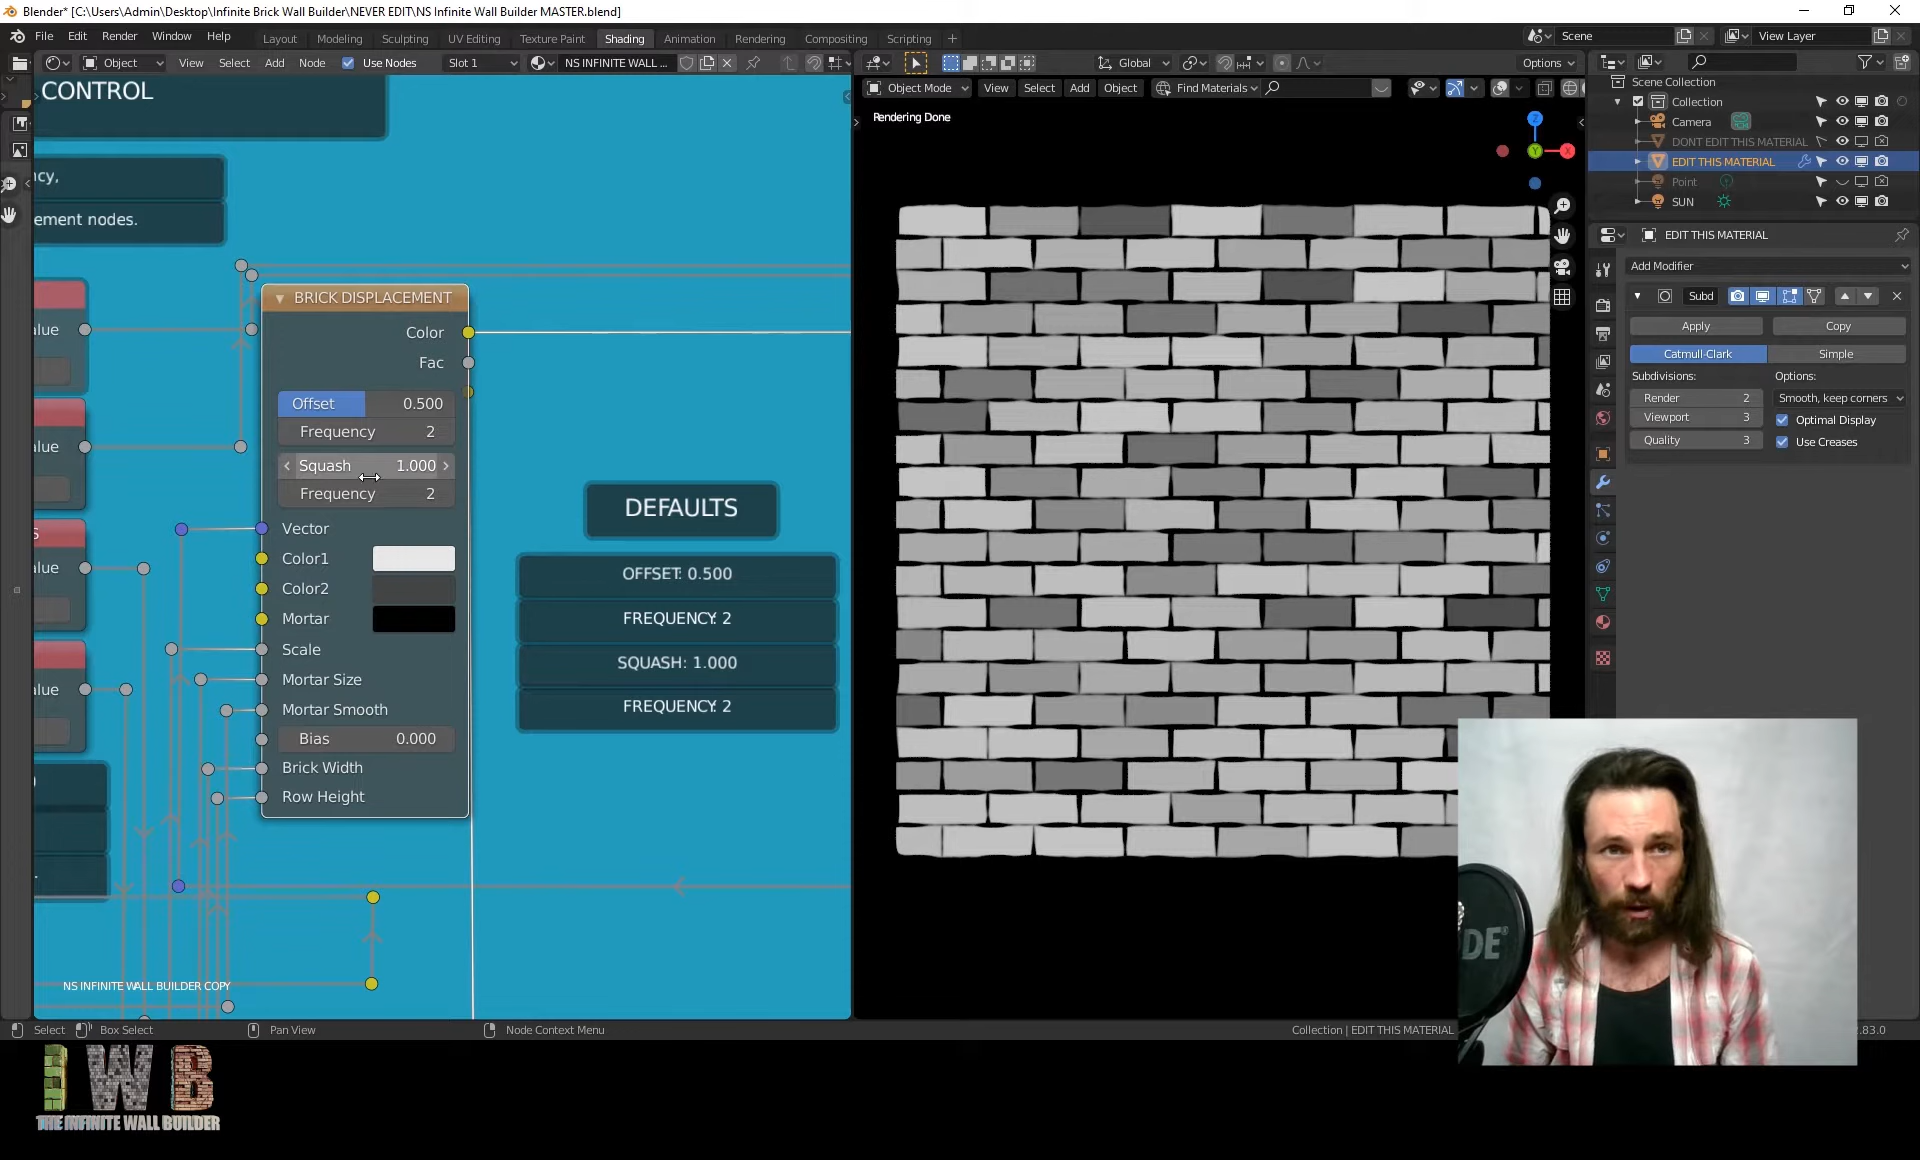 Blender* [C:\Users\Admin\Desktop\Infinite Brick Wall Builder\NEVER EDIT\NS Infinite Wall Builder MASTER.blend]
File Edit Render Window Help Layout Modeling Sculpting UV Editing Texture Paint Shading Animation Rendering Compositing Scripting + Scene View Layer
Object View Select Add Node Use Nodes Slot 1 NS INFINITE WALL ... Global Options
Object Mode View Select Add Object Find Materials
Rendering Done
Z
Y
X
CONTROL
ncy,
ement nodes.
alue
alue
S
alue
alue
BRICK DISPLACEMENT
Color
Fac
Offset 0.500
Frequency 2
Squash 1.000
Frequency 2
Vector
Color1
Color2
Mortar
Scale
Mortar Size
Mortar Smooth
Bias 0.000
Brick Width
Row Height
DEFAULTS
OFFSET: 0.500
FREQUENCY: 2
SQUASH: 1.000
FREQUENCY: 2
NS INFINITE WALL BUILDER COPY
Scene Collection
Collection
Camera
DONT EDIT THIS MATERIAL
EDIT THIS MATERIAL
Point
SUN
EDIT THIS MATERIAL
Add Modifier
Subd
Apply Copy
Catmull-Clark Simple
Subdivisions: Options:
Render 2 Smooth, keep corners
Viewport 3 Optimal Display
Quality 3 Use Creases
Select Box Select Pan View Node Context Menu Collection | EDIT THIS MATERIAL .83.0
DE
IWB
THE INFINITE WALL BUILDER